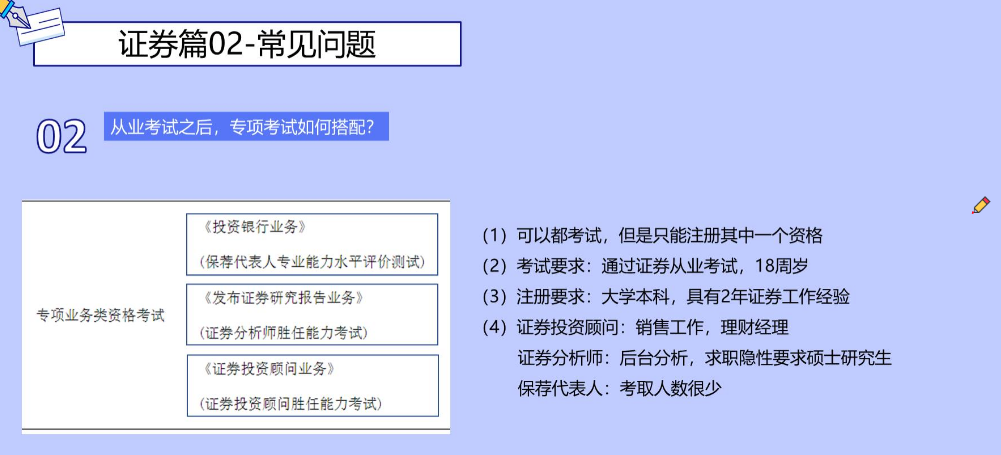 证券篇02-常见问题
02
从业考试之后，专项考试如何搭配？
专项业务类资格考试
《投资银行业务》
(保荐代表人专业能力水平评价测试)
《发布证券研究报告业务》
(证券分析师胜任能力考试)
《证券投资顾问业务》
(证券投资顾问胜任能力考试)
（1）可以都考试，但是只能注册其中一个资格
（2）考试要求：通过证券从业考试，18周岁
（3）注册要求：大学本科，具有2年证券工作经验
（4）证券投资顾问：销售工作，理财经理
证券分析师：后台分析，求职隐性要求硕士研究生
保荐代表人：考取人数很少